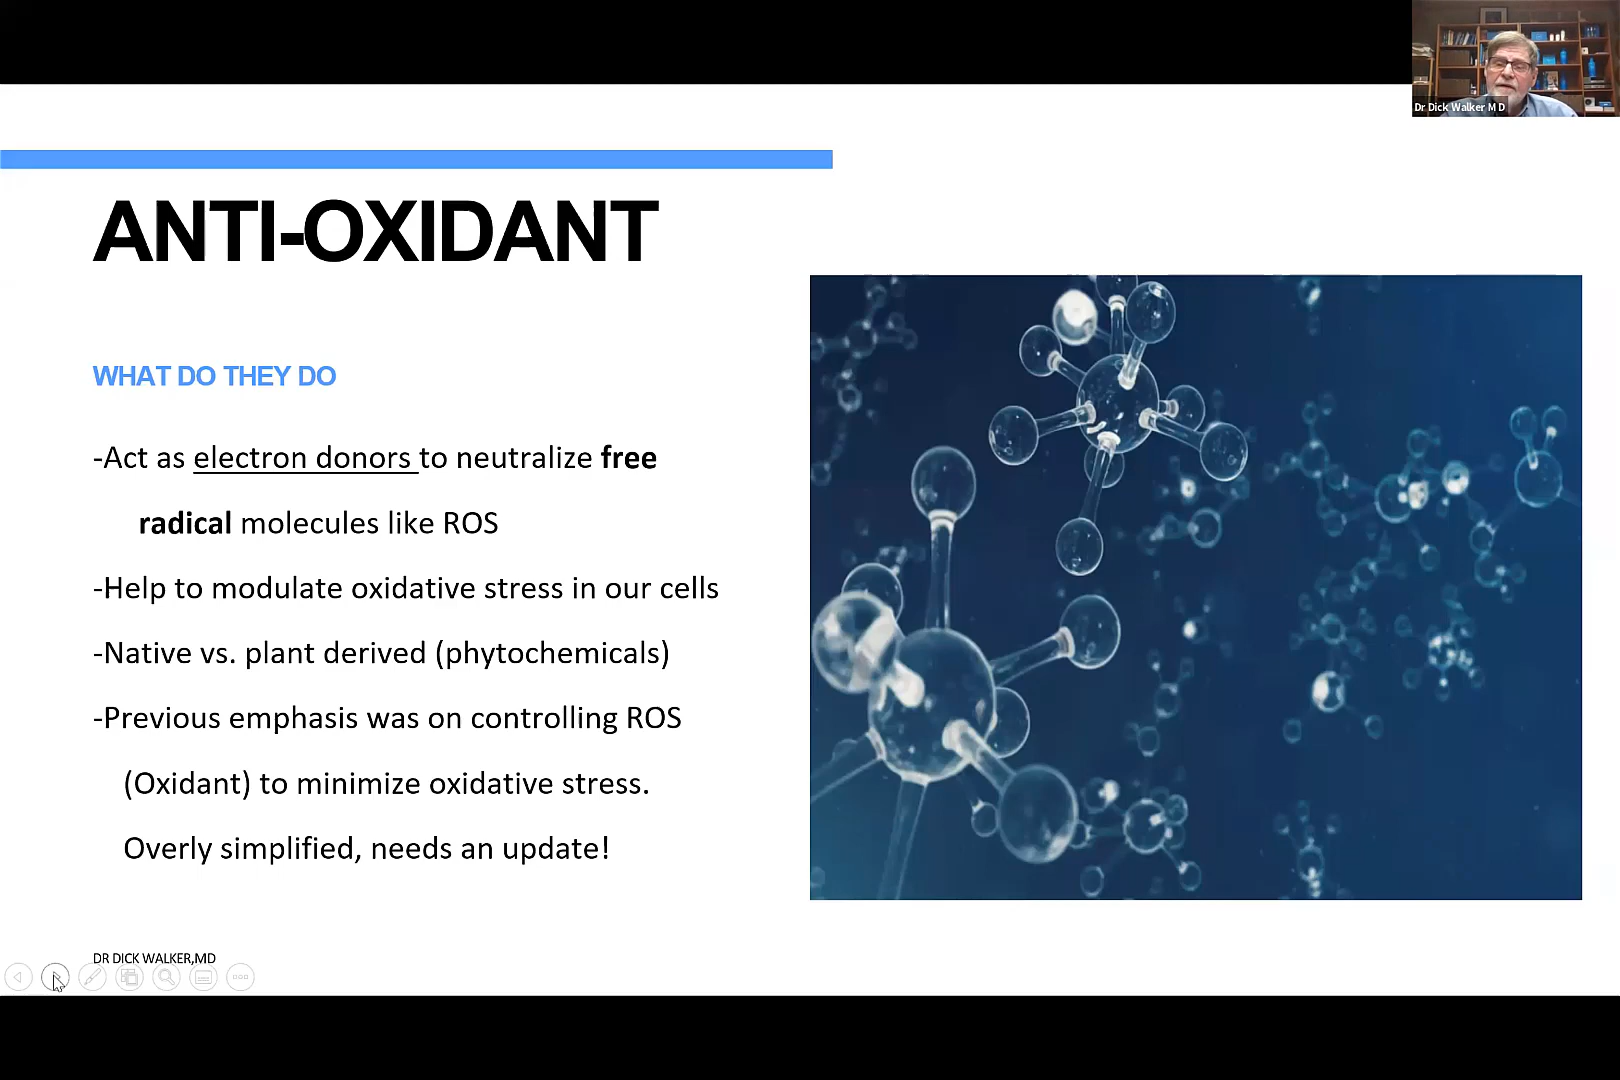 Dr Dick Walker M D
ANTI-OXIDANT
WHAT DO THEY DO
-Act as electron donors to neutralize free
radical molecules like ROS
-Help to modulate oxidative stress in our cells
-Native vs. plant derived (phytochemicals)
-Previous emphasis was on controlling ROS
(Oxidant) to minimize oxidative stress.
Overly simplified, needs an update!
DR DICK WALKER,MD